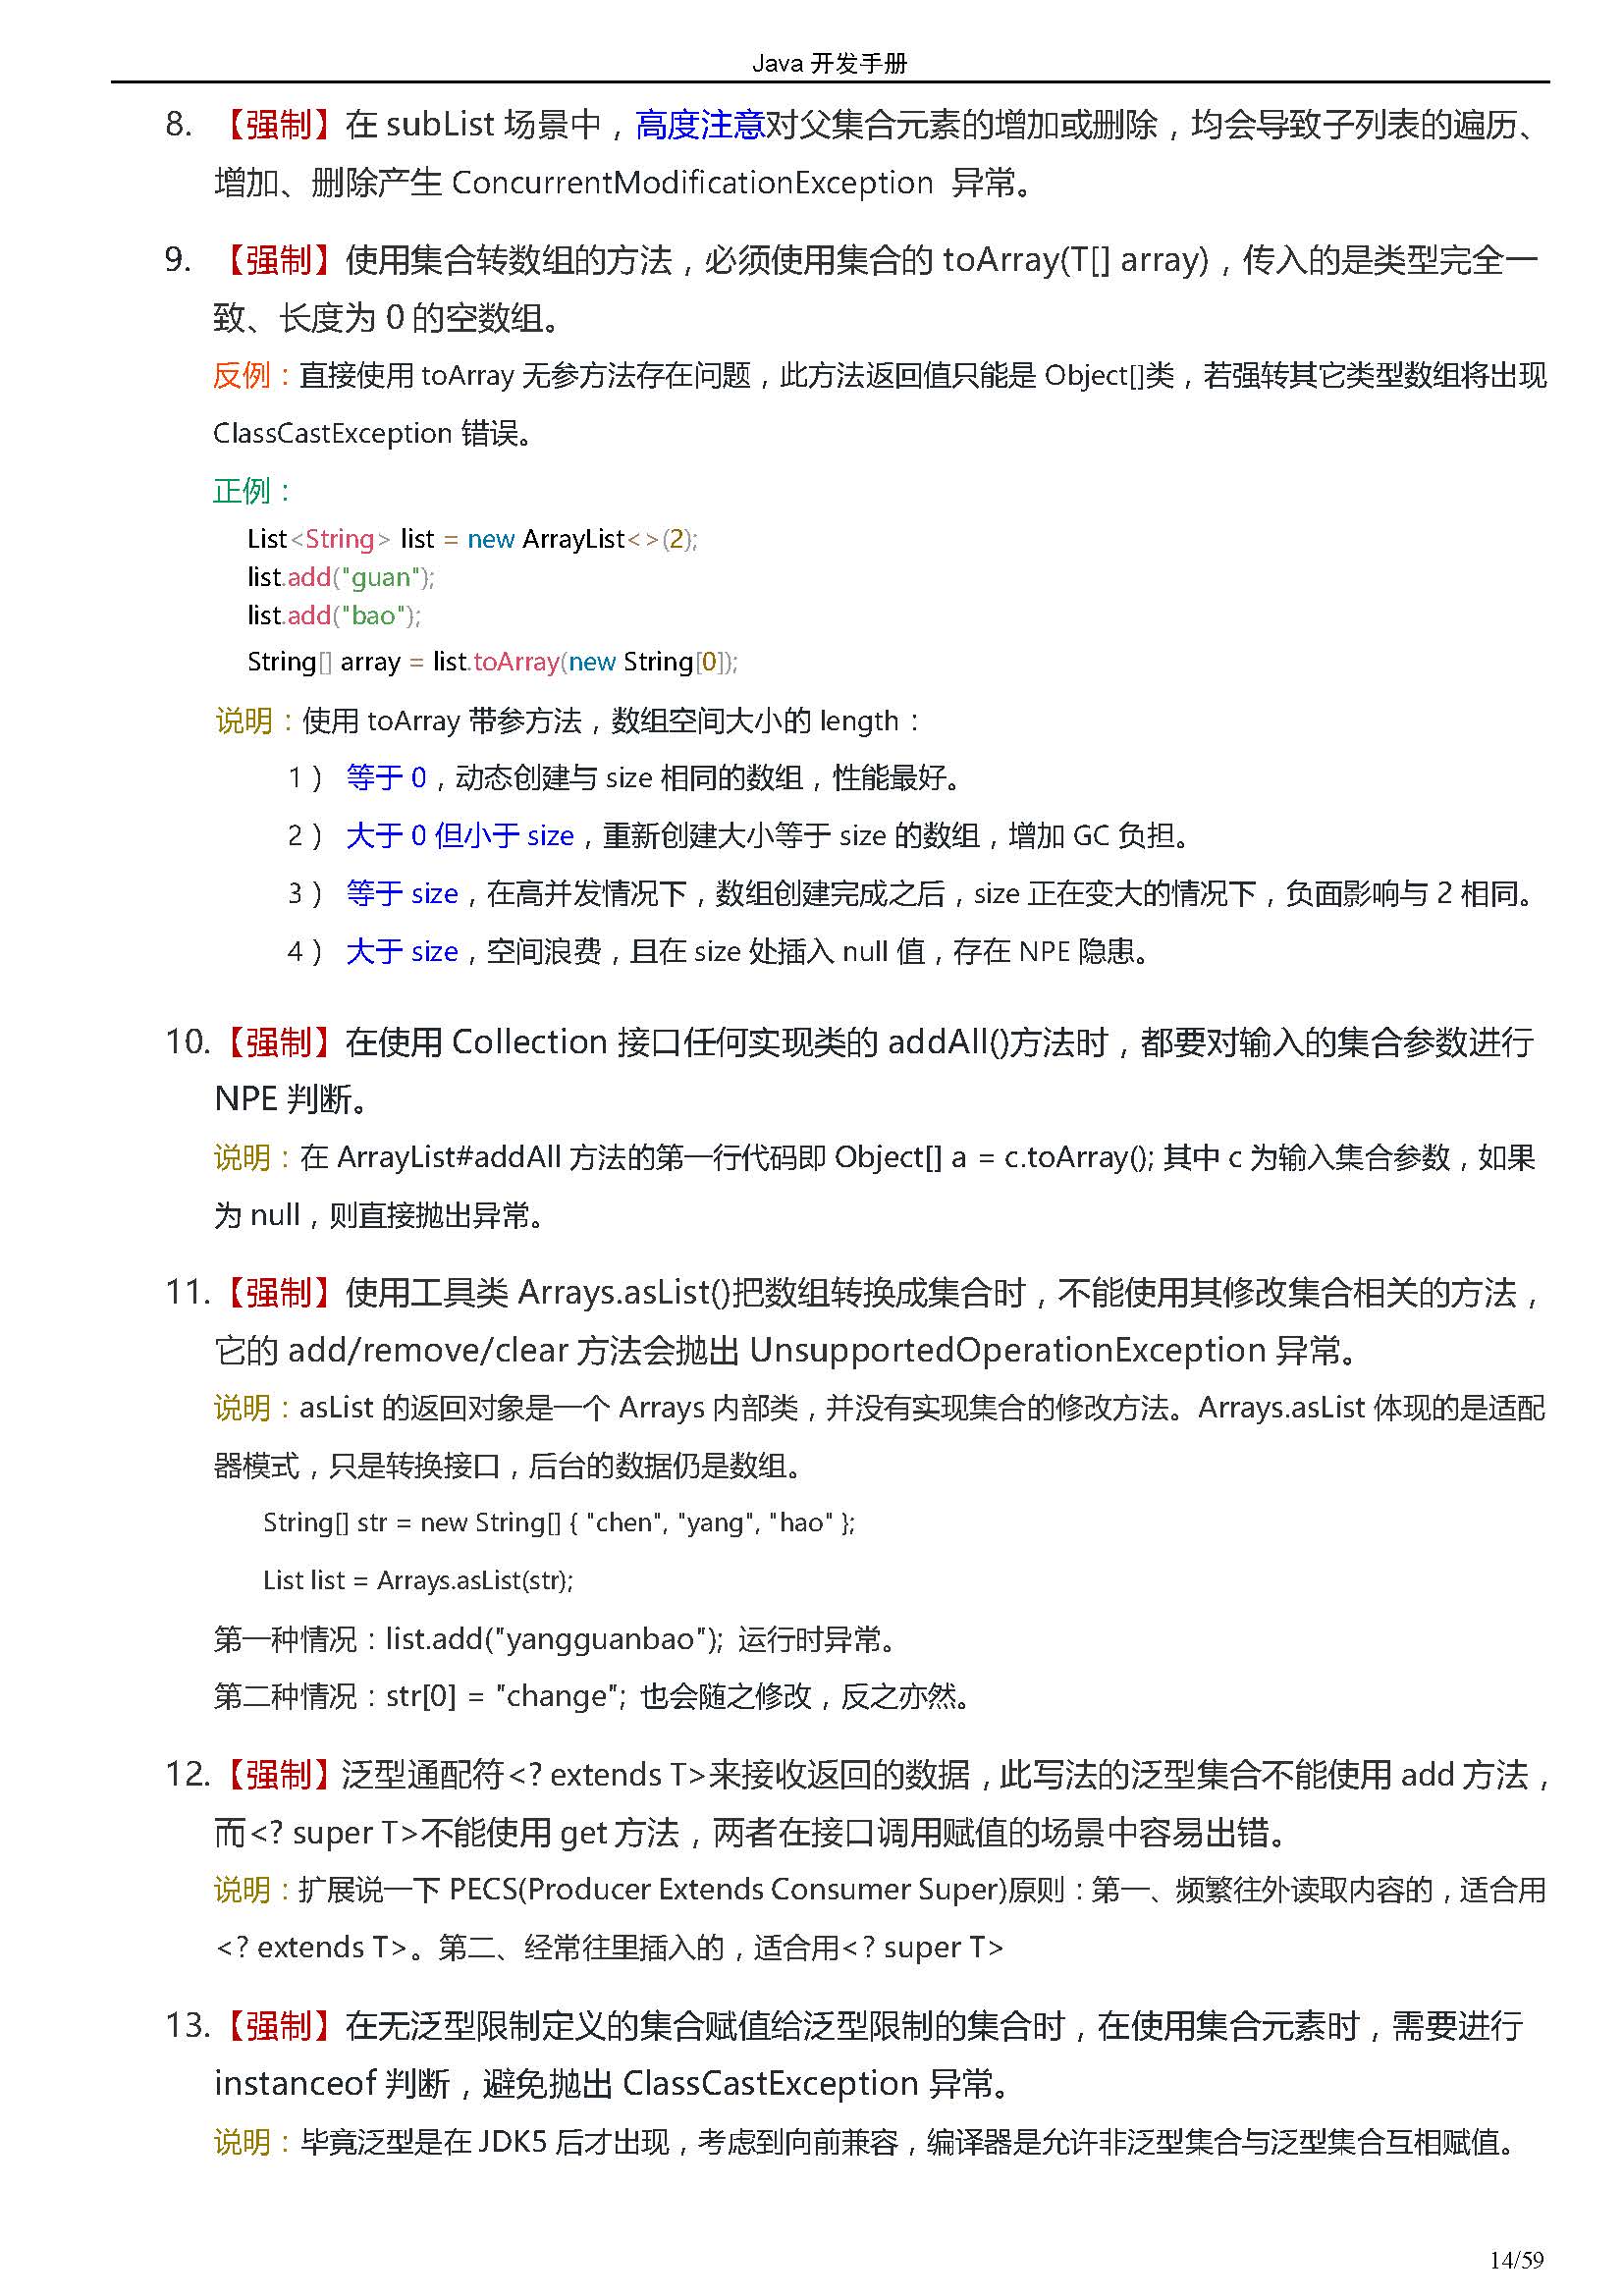 Java 开发手册
8. 【强制】在 subList 场景中，高度注意对父集合元素的增加或删除，均会导致子列表的遍历、
增加、删除产生 ConcurrentModificationException 异常。
9. 【强制】使用集合转数组的方法，必须使用集合的 toArray(T[] array)，传入的是类型完全一
致、长度为 0 的空数组。
反例：直接使用 toArray 无参方法存在问题，此方法返回值只能是 Object[]类，若强转其它类型数组将出现
ClassCastException 错误。
正例：
List<String> list = new ArrayList<>(2);
list.add("guan");
list.add("bao");
String[] array = list.toArray(new String[0]);
说明：使用 toArray 带参方法，数组空间大小的 length：
1） 等于 0，动态创建与 size 相同的数组，性能最好。
2） 大于 0 但小于 size，重新创建大小等于 size 的数组，增加 GC 负担。
3） 等于 size，在高并发情况下，数组创建完成之后，size 正在变大的情况下，负面影响与 2 相同。
4） 大于 size，空间浪费，且在 size 处插入 null 值，存在 NPE 隐患。
10. 【强制】在使用 Collection 接口任何实现类的 addAll()方法时，都要对输入的集合参数进行
NPE 判断。
说明：在 ArrayList#addAll 方法的第一行代码即 Object[] a = c.toArray(); 其中 c 为输入集合参数，如果
为 null，则直接抛出异常。
11. 【强制】使用工具类 Arrays.asList()把数组转换成集合时，不能使用其修改集合相关的方法，
它的 add/remove/clear 方法会抛出 UnsupportedOperationException 异常。
说明：asList 的返回对象是一个 Arrays 内部类，并没有实现集合的修改方法。Arrays.asList 体现的是适配
器模式，只是转换接口，后台的数据仍是数组。
String[] str = new String[] { "chen", "yang", "hao" };
List list = Arrays.asList(str);
第一种情况：list.add("yangguanbao"); 运行时异常。
第二种情况：str[0] = "change"; 也会随之修改，反之亦然。
12. 【强制】泛型通配符<? extends T>来接收返回的数据，此写法的泛型集合不能使用 add 方法，
而<? super T>不能使用 get 方法，两者在接口调用赋值的场景中容易出错。
说明：扩展说一下 PECS(Producer Extends Consumer Super)原则：第一、频繁往外读取内容的，适合用
<? extends T>。第二、经常往里插入的，适合用<? super T>
13. 【强制】在无泛型限制定义的集合赋值给泛型限制的集合时，在使用集合元素时，需要进行
instanceof 判断，避免抛出 ClassCastException 异常。
说明：毕竟泛型是在 JDK5 后才出现，考虑到向前兼容，编译器是允许非泛型集合与泛型集合互相赋值。
14/59